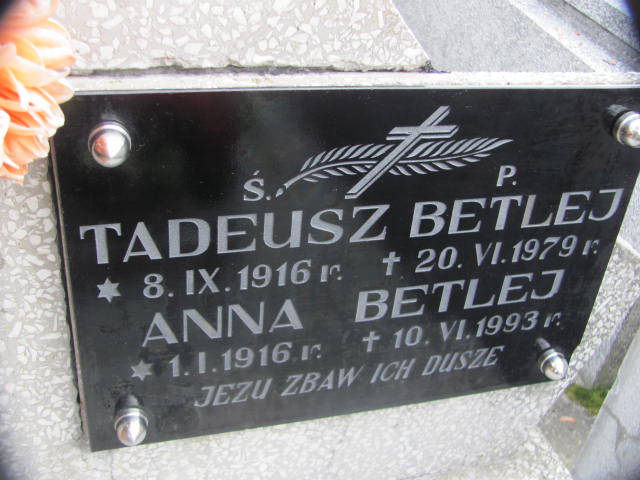 Ś. P.
TADEUSZ BETLEJ
* 8. IX. 1916 r. † 20. VI. 1979 r.
ANNA BETLEJ
* 1. I. 1916 r. † 10. VI. 1993 r.
JEZU ZBAW ICH DUSZE